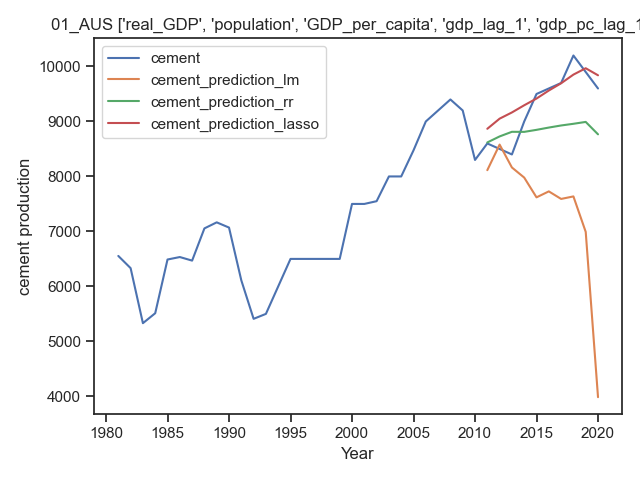 01_AUS ['real_GDP', 'population', 'GDP_per_capita', 'gdp_lag_1', 'gdp_pc_lag_1
cement
cement_prediction_lm
cement_prediction_rr
cement_prediction_lasso
cement production
10000
9000
8000
7000
6000
5000
4000
1980
1985
1990
1995
2000
2005
2010
2015
2020
Year